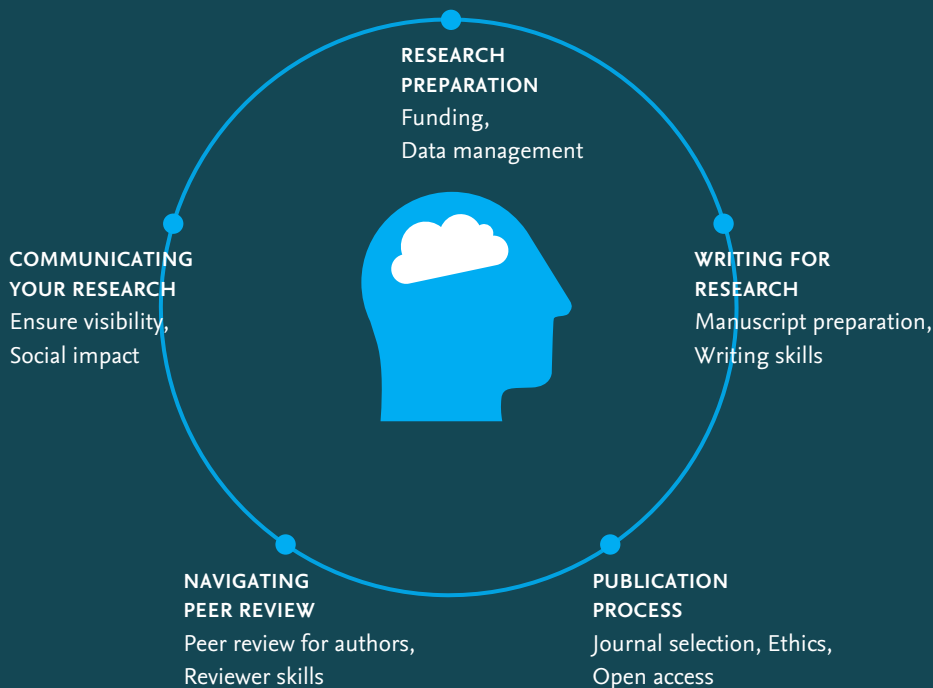 RESEARCH
PREPARATION
Funding,
Data management
WRITING FOR
RESEARCH
Manuscript preparation,
Writing skills
PUBLICATION
PROCESS
Journal selection, Ethics,
Open access
NAVIGATING
PEER REVIEW
Peer review for authors,
Reviewer skills
COMMUNICATING
YOUR RESEARCH
Ensure visibility,
Social impact